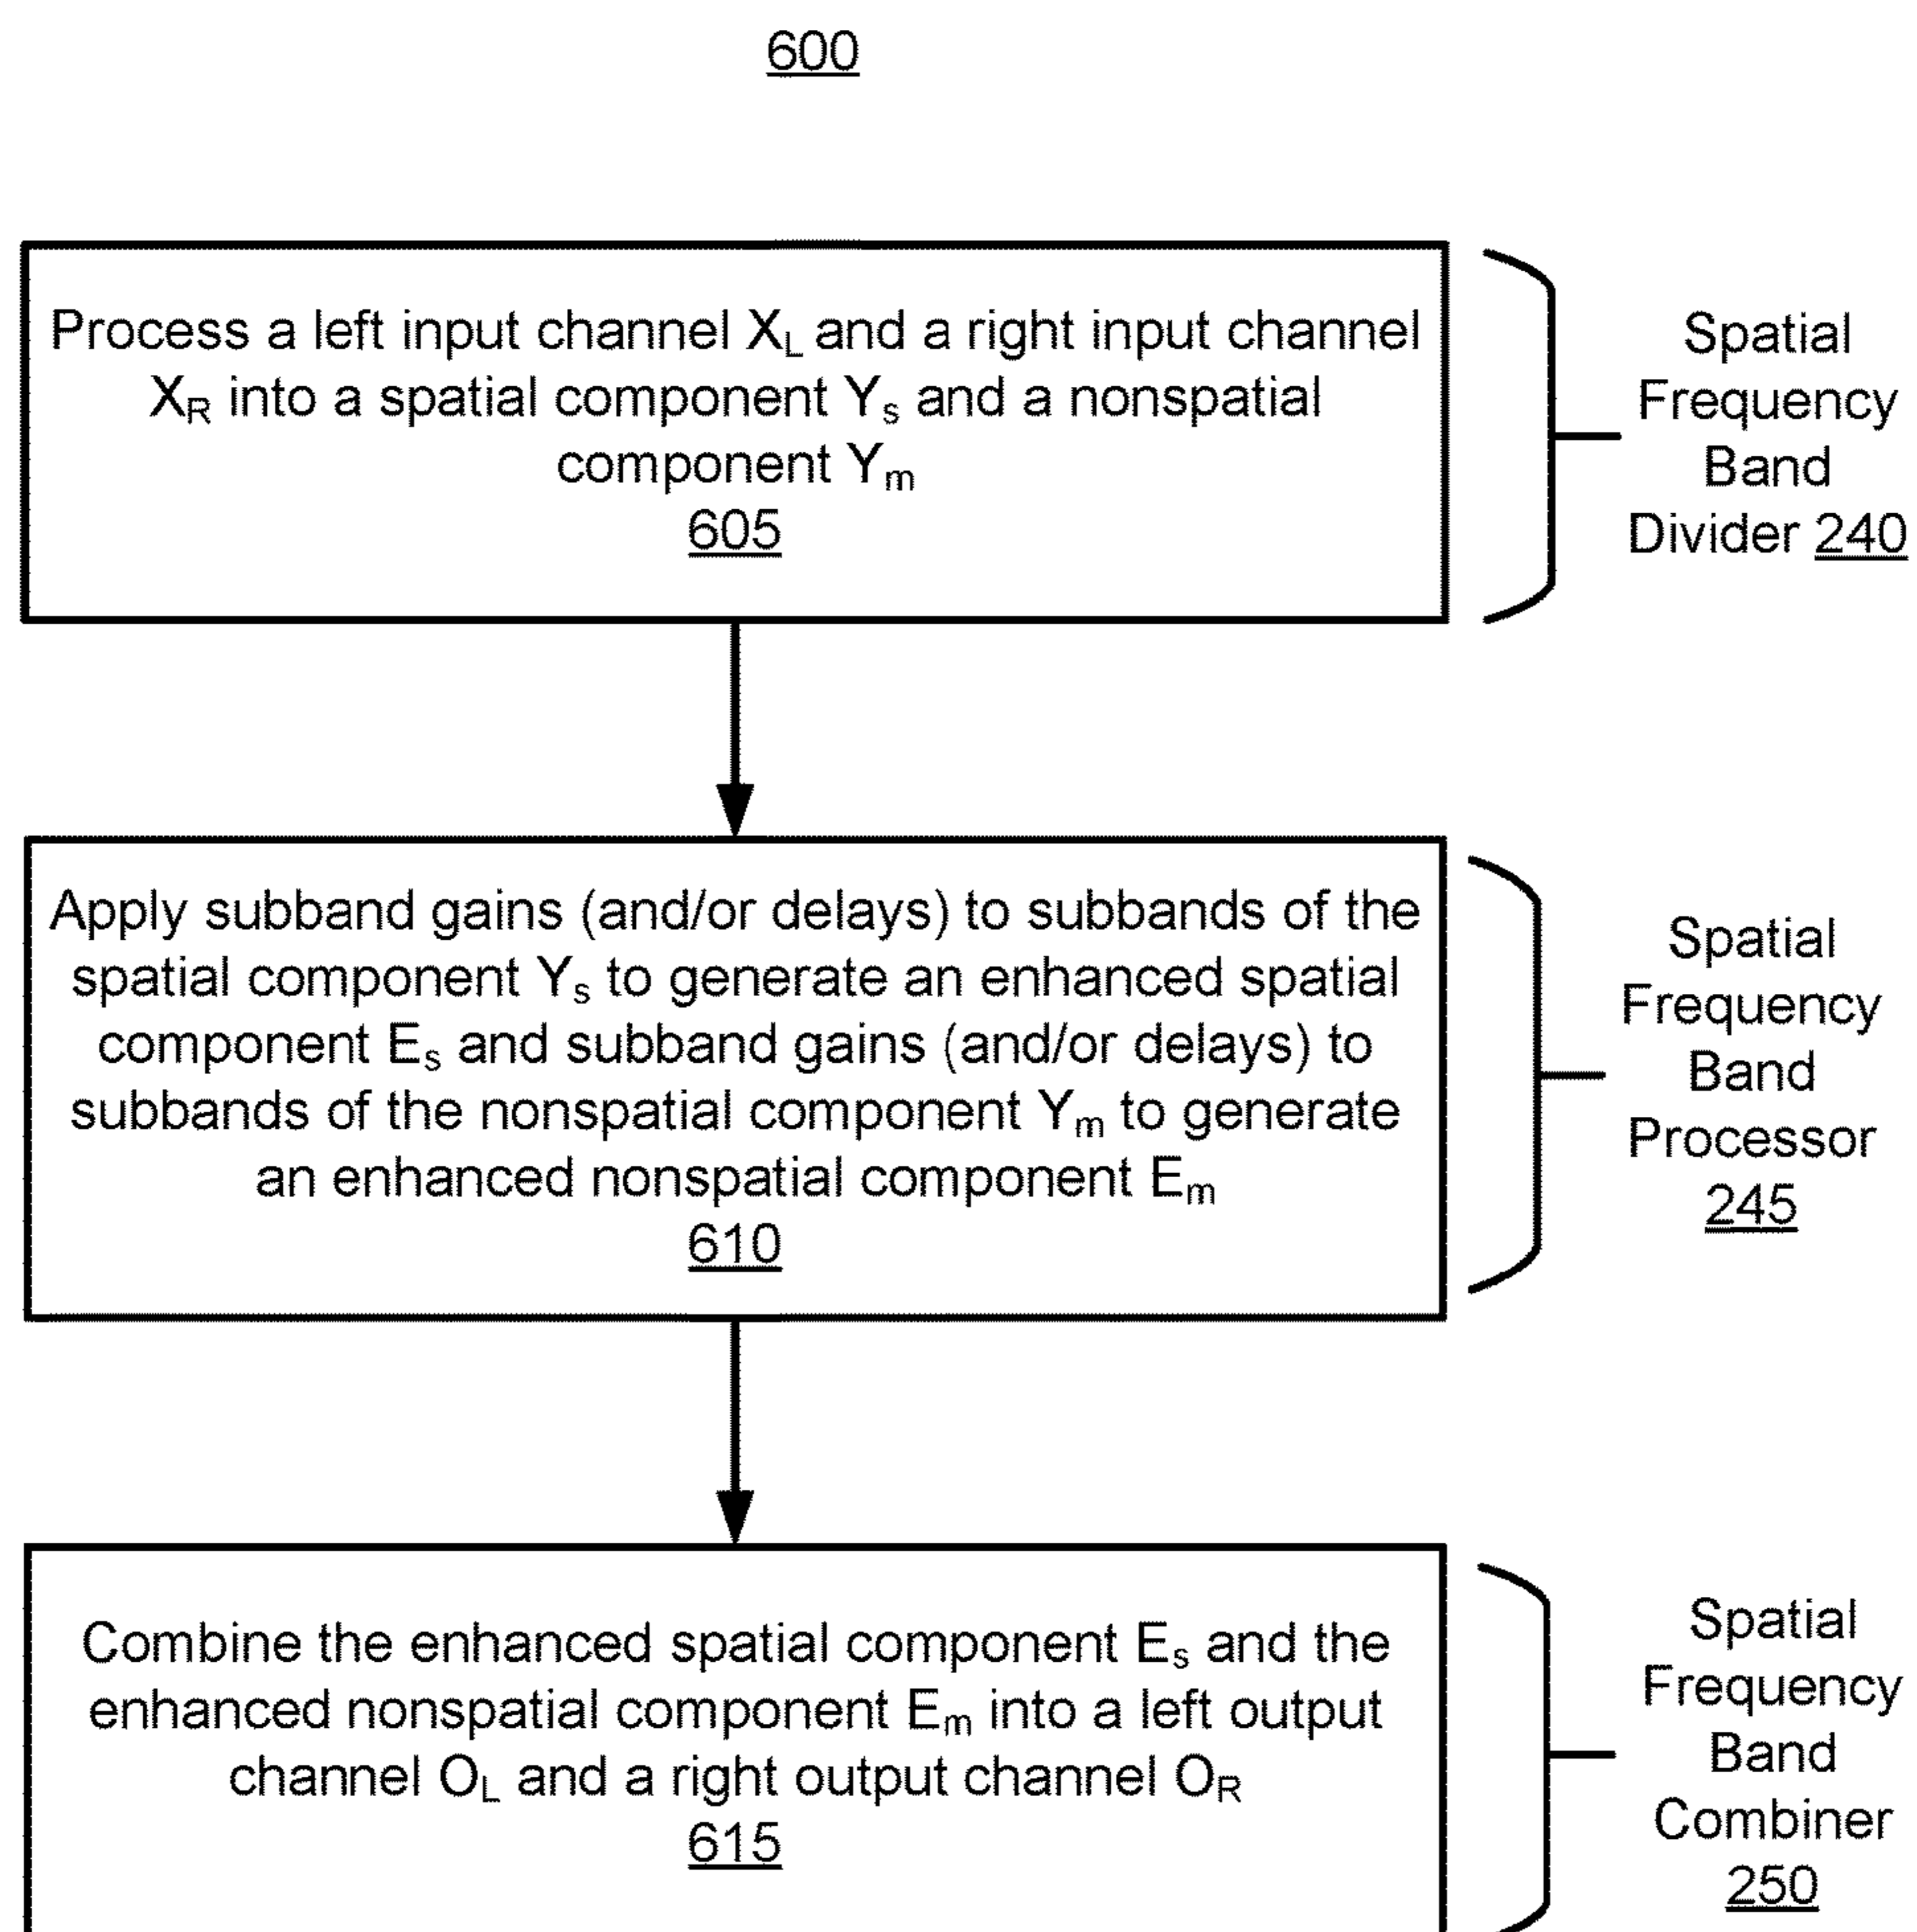 600
Process a left input channel XL and a right input channel
XR into a spatial component Ys and a nonspatial
component Ym
605
Spatial
Frequency
Band
Divider 240
Apply subband gains (and/or delays) to subbands of the
spatial component Ys to generate an enhanced spatial
component Es and subband gains (and/or delays) to
subbands of the nonspatial component Ym to generate
an enhanced nonspatial component Em
610
Spatial
Frequency
Band
Processor
245
Combine the enhanced spatial component Es and the
enhanced nonspatial component Em into a left output
channel OL and a right output channel OR
615
Spatial
Frequency
Band
Combiner
250